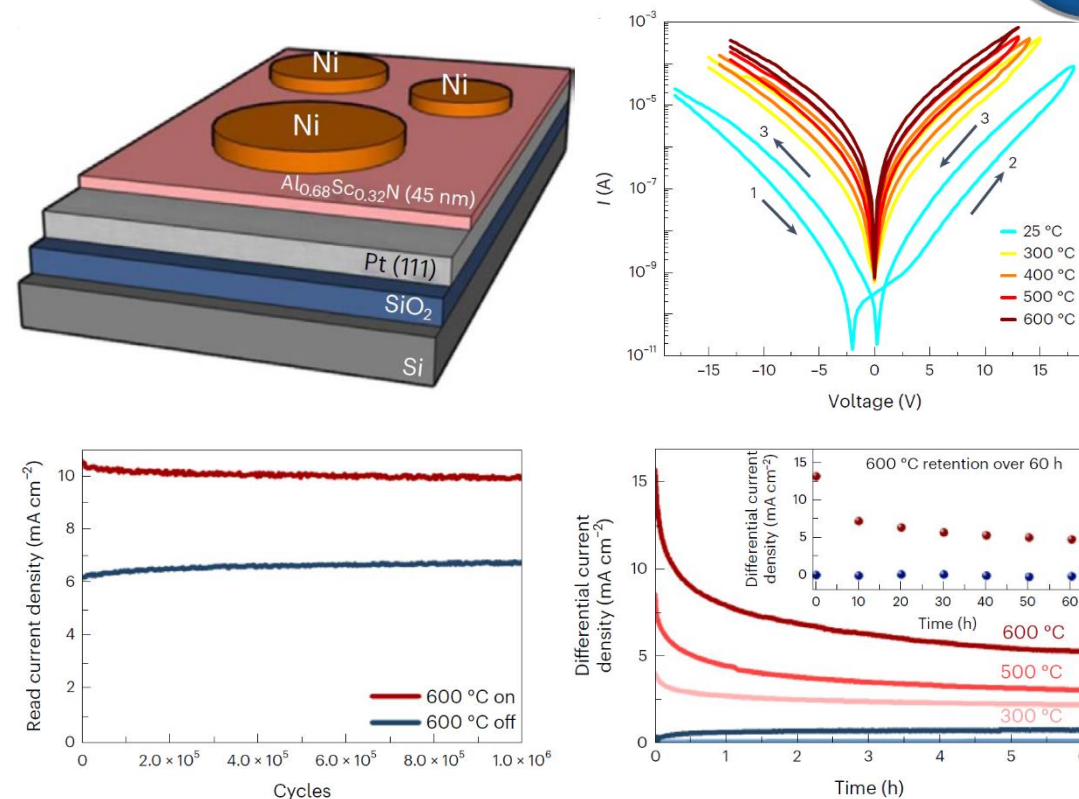 Ni
Ni
Ni
Al0.68Sc0.32N (45 nm)
Pt (111)
SiO2
Si
10−3
10−5
10−7
10−9
10−11
I (A)
3
3
1
2
25 °C
300 °C
400 °C
500 °C
600 °C
−15 −10 −5 0 5 10 15
Voltage (V)
Read current density (mA cm−2)
10
8
6
4
2
0
600 °C on
600 °C off
0 2.0 × 10^5 4.0 × 10^5 6.0 × 10^5 8.0 × 10^5 1.0 × 10^6
Cycles
Differential current
density (mA cm−2)
15
10
5
0
Differential current
density (mA cm−2)
15
10
5
0
600 °C retention over 60 h
0 10 20 30 40 50 60
Time (h)
600 °C
500 °C
300 °C
0 1 2 3 4 5 6
Time (h)